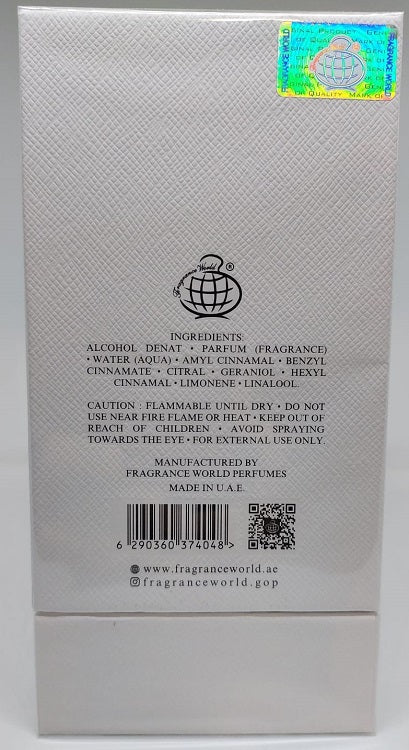 FRAGRANCE WORLD
FRAGRANCE WORLD
Fragrance World ®
INGREDIENTS:
ALCOHOL DENAT • PARFUM (FRAGRANCE)
• WATER (AQUA) • AMYL CINNAMAL • BENZYL
CINNAMATE • CITRAL • GERANIOL • HEXYL
CINNAMAL • LIMONENE • LINALOOL.
CAUTION : FLAMMABLE UNTIL DRY • DO NOT
USE NEAR FIRE FLAME OR HEAT • KEEP OUT OF
REACH OF CHILDREN • AVOID SPRAYING
TOWARDS THE EYE • FOR EXTERNAL USE ONLY.
MANUFACTURED BY
FRAGRANCE WORLD PERFUMES
MADE IN U.A.E.
6 290360 374048 >
www.fragranceworld.ae
fragranceworld.gop